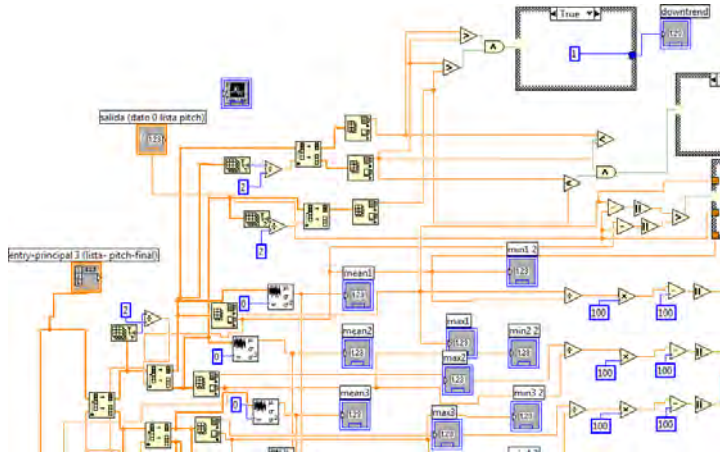 True
downtrend
1
salida (dato 0 lista pitch)
2
2
entry-principal 3 (lista- pitch-final)
min1 2
mean1
0
2
100
100
mean2
max1
min2 2
0
max2
100
100
mean3
min3 2
0
max3
100
100